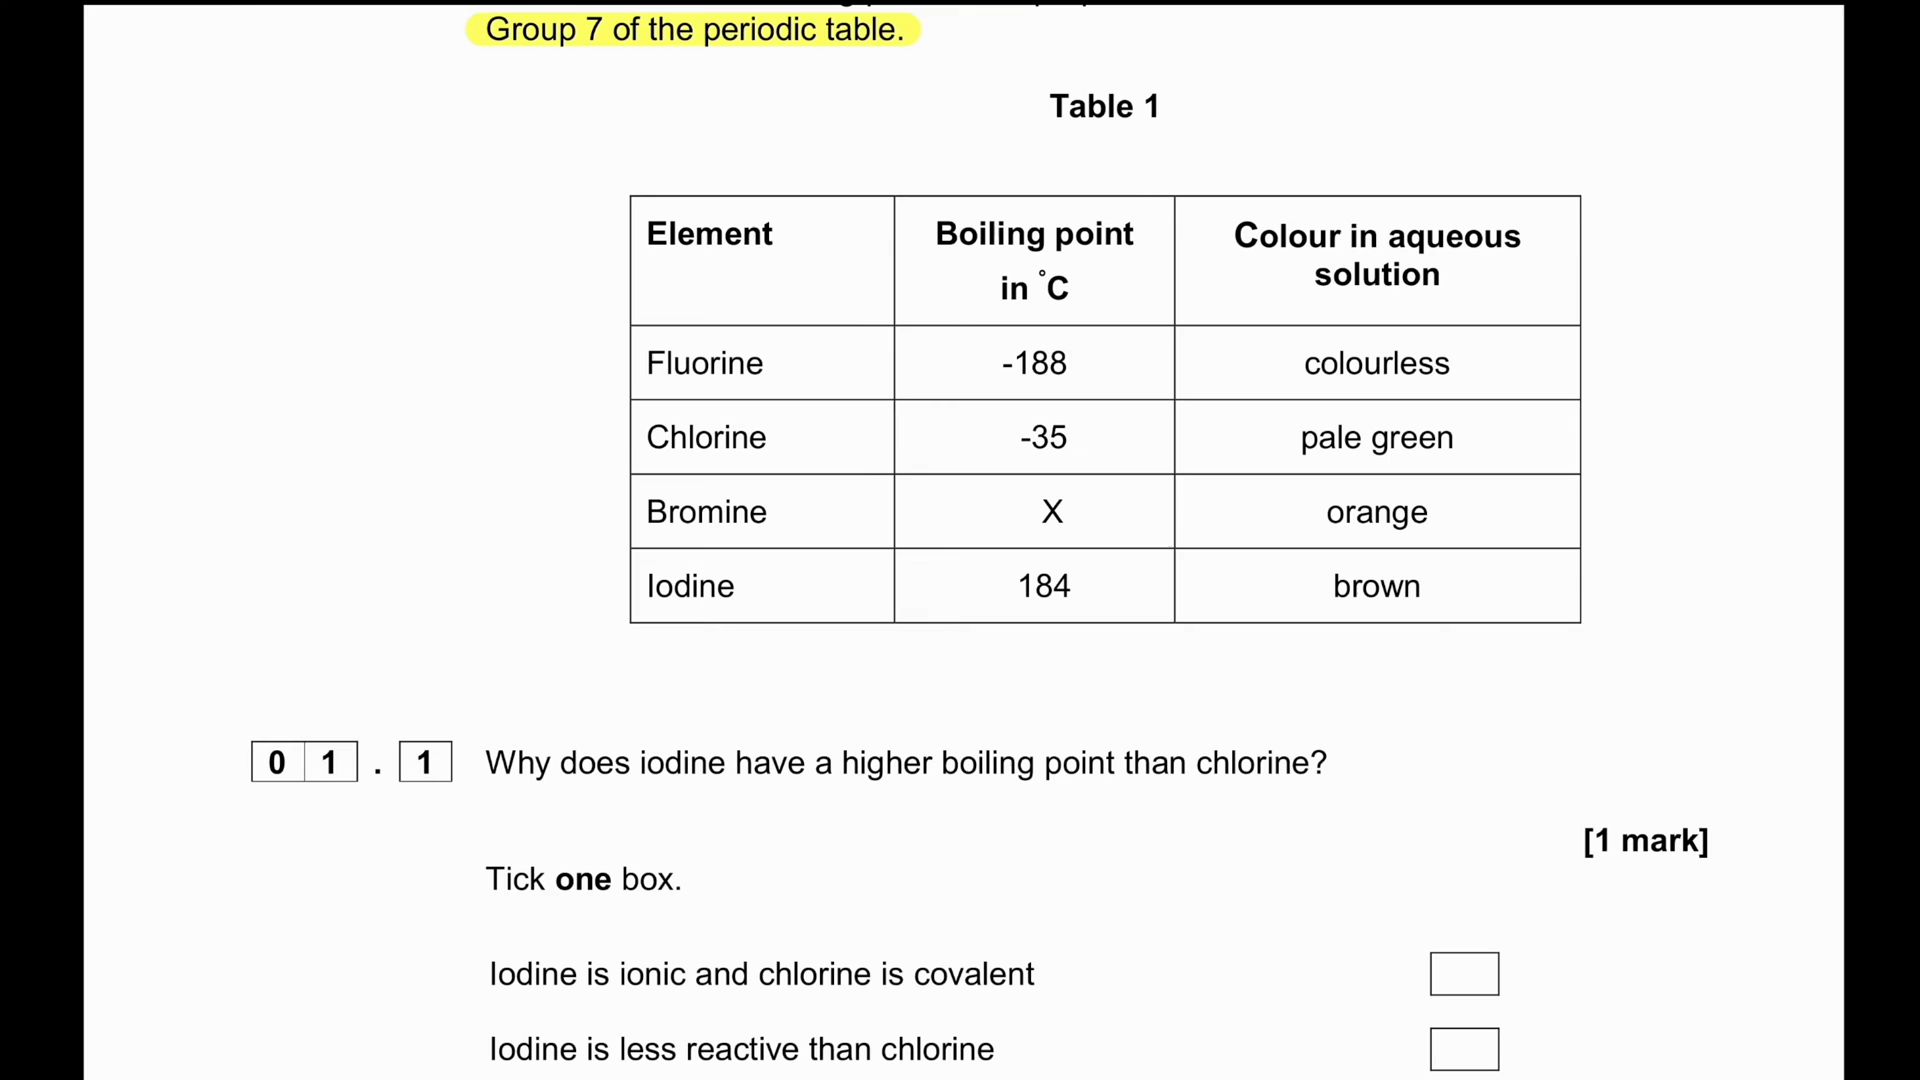 Group 7 of the periodic table.
Table 1
Element
Boiling point
in °C
Colour in aqueous
solution
Fluorine -188 colourless
Chlorine -35 pale green
Bromine X orange
Iodine 184 brown
0 1 . 1 Why does iodine have a higher boiling point than chlorine?
[1 mark]
Tick one box.
Iodine is ionic and chlorine is covalent
Iodine is less reactive than chlorine